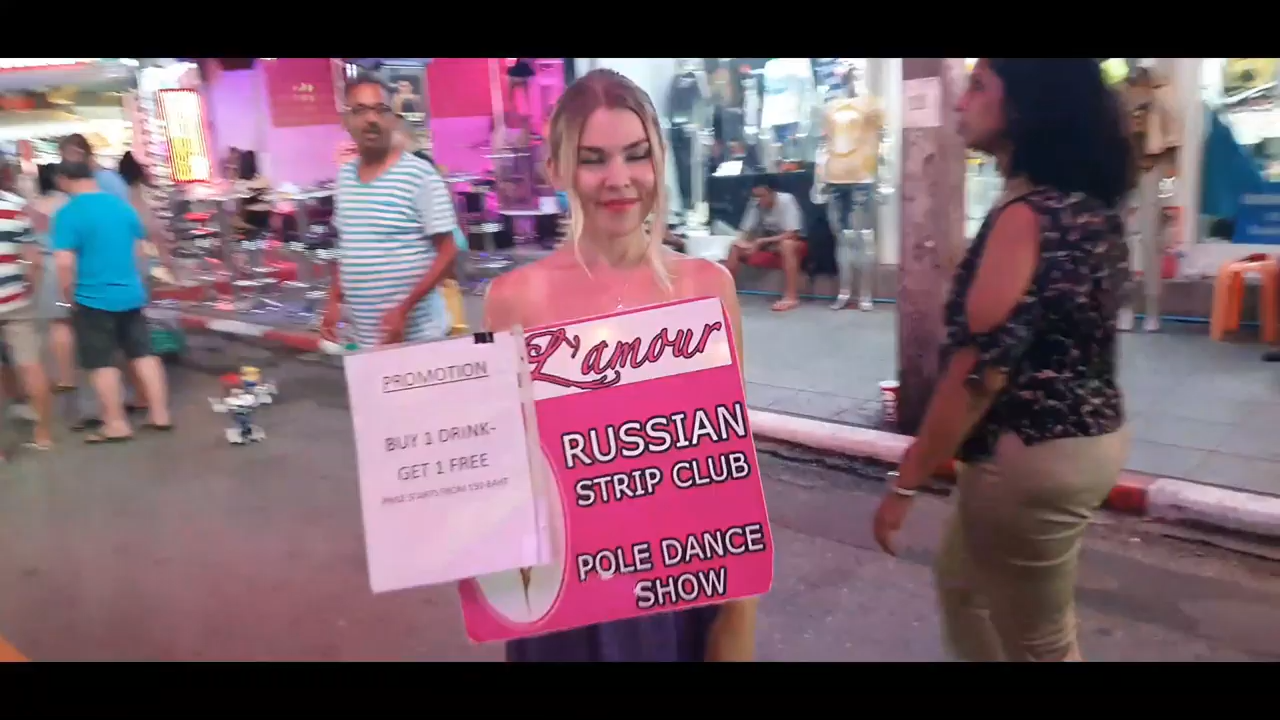 PROMOTION
BUY 1 DRINK-
GET 1 FREE
L'amour
RUSSIAN
STRIP CLUB
POLE DANCE
SHOW